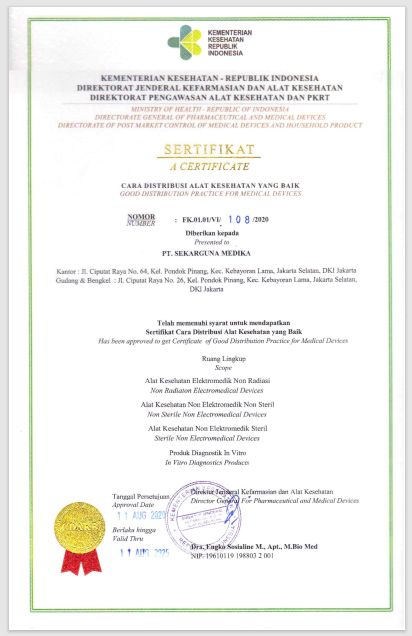 KEMENTERIAN
KESEHATAN
REPUBLIK
INDONESIA
KEMENTERIAN KESEHATAN - REPUBLIK INDONESIA
DIREKTORAT JENDERAL KEFARMASIAN DAN ALAT KESEHATAN
DIREKTORAT PENGAWASAN ALAT KESEHATAN DAN PKRT
MINISTRY OF HEALTH - REPUBLIC OF INDONESIA
DIRECTORATE GENERAL OF PHARMACEUTICAL AND MEDICAL DEVICES
DIRECTORATE OF POST MARKET CONTROL OF MEDICAL DEVICES AND HOUSEHOLD PRODUCT
SERTIFIKAT
A CERTIFICATE
CARA DISTRIBUSI ALAT KESEHATAN YANG BAIK
GOOD DISTRIBUTION PRACTICE FOR MEDICAL DEVICES
NOMOR : FK.01.01/VI/ 108 /2020
NUMBER
Diberikan kepada
Presented to
PT. SEKARGUNA MEDIKA
Kantor : Jl. Ciputat Raya No. 64, Kel. Pondok Pinang, Kec. Kebayoran Lama, Jakarta Selatan, DKI Jakarta
Gudang & Bengkel : Jl. Ciputat Raya No. 26, Kel. Pondok Pinang, Kec. Kebayoran Lama, Jakarta Selatan,
DKI Jakarta
Telah memenuhi syarat untuk mendapatkan
Sertifikat Cara Distribusi Alat Kesehatan yang Baik
Has been approved to get Certificate of Good Distribution Practice for Medical Devices
Ruang Lingkup
Scope
Alat Kesehatan Elektromedik Non Radiasi
Non Radiaton Electromedical Devices
Alat Kesehatan Non Elektromedik Non Steril
Non Sterile Non Electromedical Devices
Alat Kesehatan Non Elektromedik Steril
Sterile Non Electromedical Devices
Produk Diagnostik In Vitro
In Vitro Diagnostics Products
Tanggal Persetujuan
Approval Date
11 AUG 2020
Berlaku hingga
Valid Thru
11 AUG 2025
Direktur Jenderal Kefarmasian dan Alat Kesehatan
Director General For Pharmaceutical and Medical Devices
Dra. Engko Sosialine M., Apt., M.Bio Med
NIP. 19610119 198803 2 001